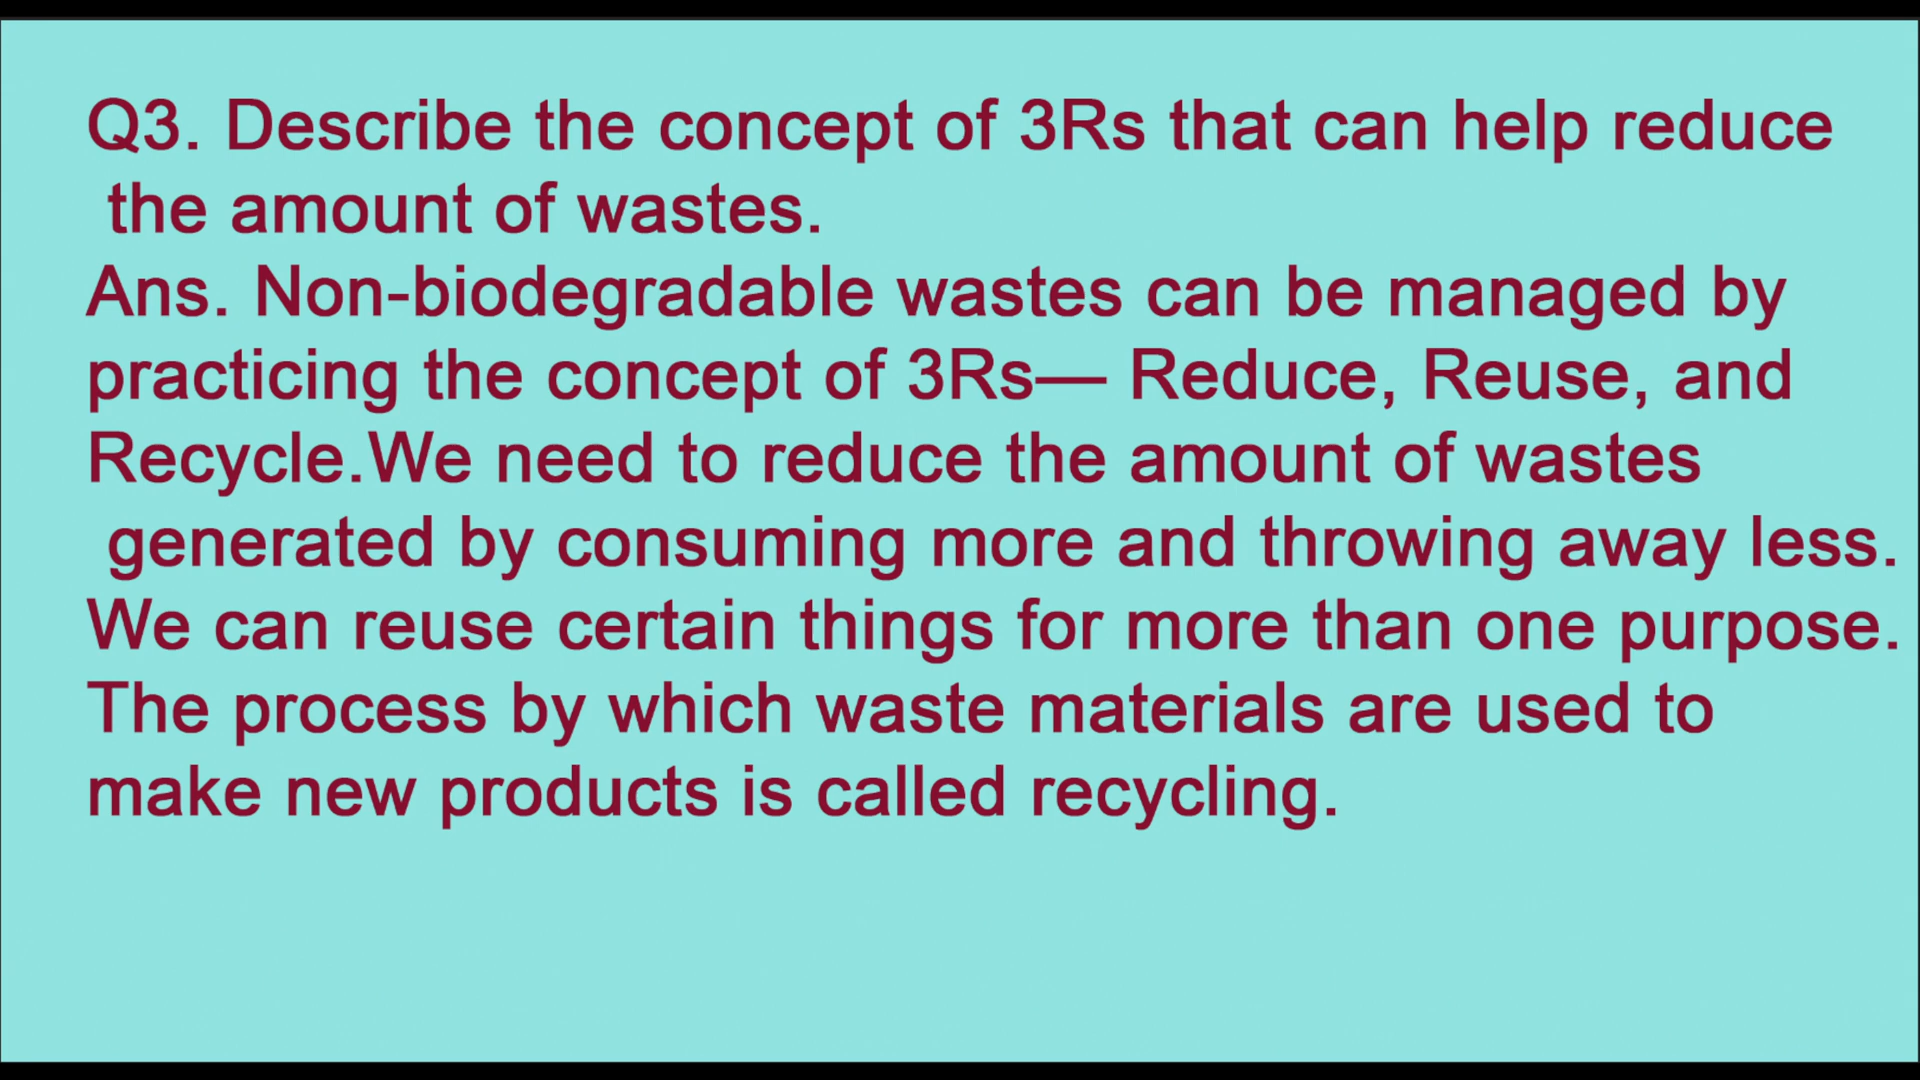 Q3. Describe the concept of 3Rs that can help reduce
the amount of wastes.
Ans. Non-biodegradable wastes can be managed by
practicing the concept of 3Rs— Reduce, Reuse, and
Recycle.We need to reduce the amount of wastes
generated by consuming more and throwing away less.
We can reuse certain things for more than one purpose.
The process by which waste materials are used to
make new products is called recycling.